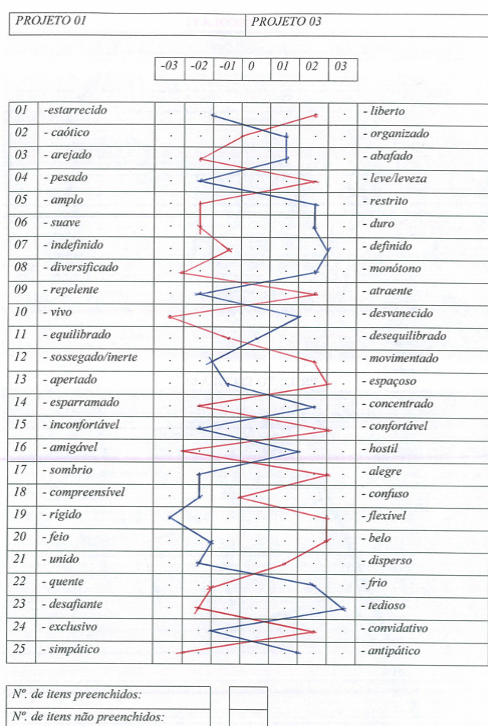 PROJETO 01 PROJETO 03
-03 -02 -01 0 01 02 03
01 -estarrecido - liberto
02 - caótico - organizado
03 - arejado - abafado
04 - pesado - leve/leveza
05 - amplo - restrito
06 - suave - duro
07 - indefinido - definido
08 - diversificado - monótono
09 - repelente - atraente
10 - vivo - desvanecido
11 - equilibrado - desequilibrado
12 - sossegado/inerte - movimentado
13 - apertado - espaçoso
14 - esparramado - concentrado
15 - inconfortável - confortável
16 - amigável - hostil
17 - sombrio - alegre
18 - compreensível - confuso
19 - rígido - flexível
20 - feio - belo
21 - unido - disperso
22 - quente - frio
23 - desafiante - tedioso
24 - exclusivo - convidativo
25 - simpático - antipático
Nº. de itens preenchidos:
Nº. de itens não preenchidos: